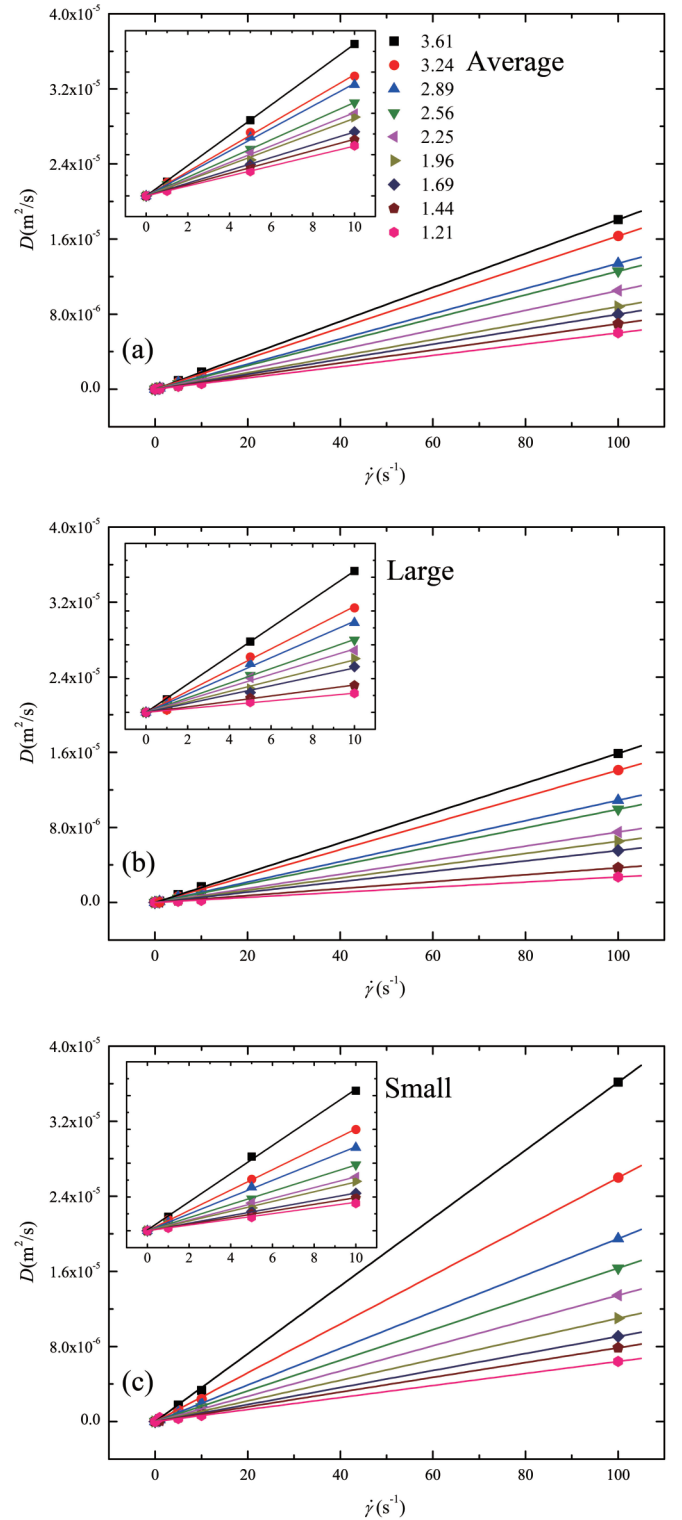 4.0x10⁻⁵
3.2x10⁻⁵
2.4x10⁻⁵
1.6x10⁻⁵
8.0x10⁻⁶
0.0
D(m²/s)
0 2 4 6 8 10
3.61
3.24
2.89
2.56
2.25
1.96
1.69
1.44
1.21
Average
(a)
0 20 40 60 80 100
γ̇(s⁻¹)
4.0x10⁻⁵
3.2x10⁻⁵
2.4x10⁻⁵
1.6x10⁻⁵
8.0x10⁻⁶
0.0
D(m²/s)
0 2 4 6 8 10
Large
(b)
0 20 40 60 80 100
γ̇(s⁻¹)
4.0x10⁻⁵
3.2x10⁻⁵
2.4x10⁻⁵
1.6x10⁻⁵
8.0x10⁻⁶
0.0
D(m²/s)
0 2 4 6 8 10
Small
(c)
0 20 40 60 80 100
γ̇(s⁻¹)